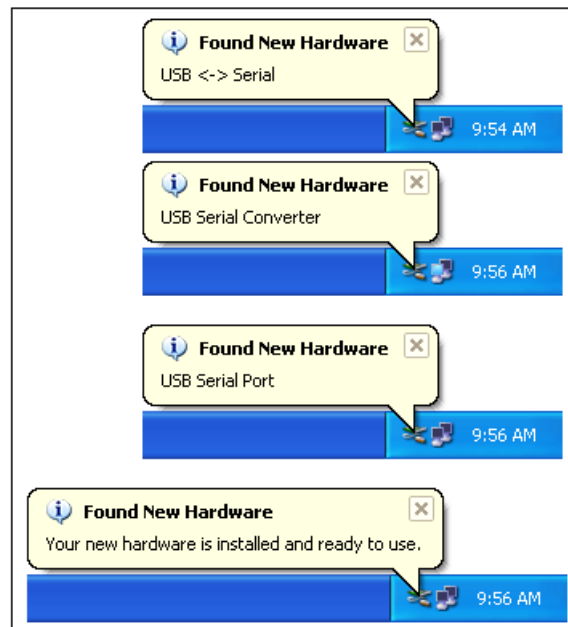 Found New Hardware
USB <-> Serial
9:54 AM
Found New Hardware
USB Serial Converter
9:56 AM
Found New Hardware
USB Serial Port
9:56 AM
Found New Hardware
Your new hardware is installed and ready to use.
9:56 AM